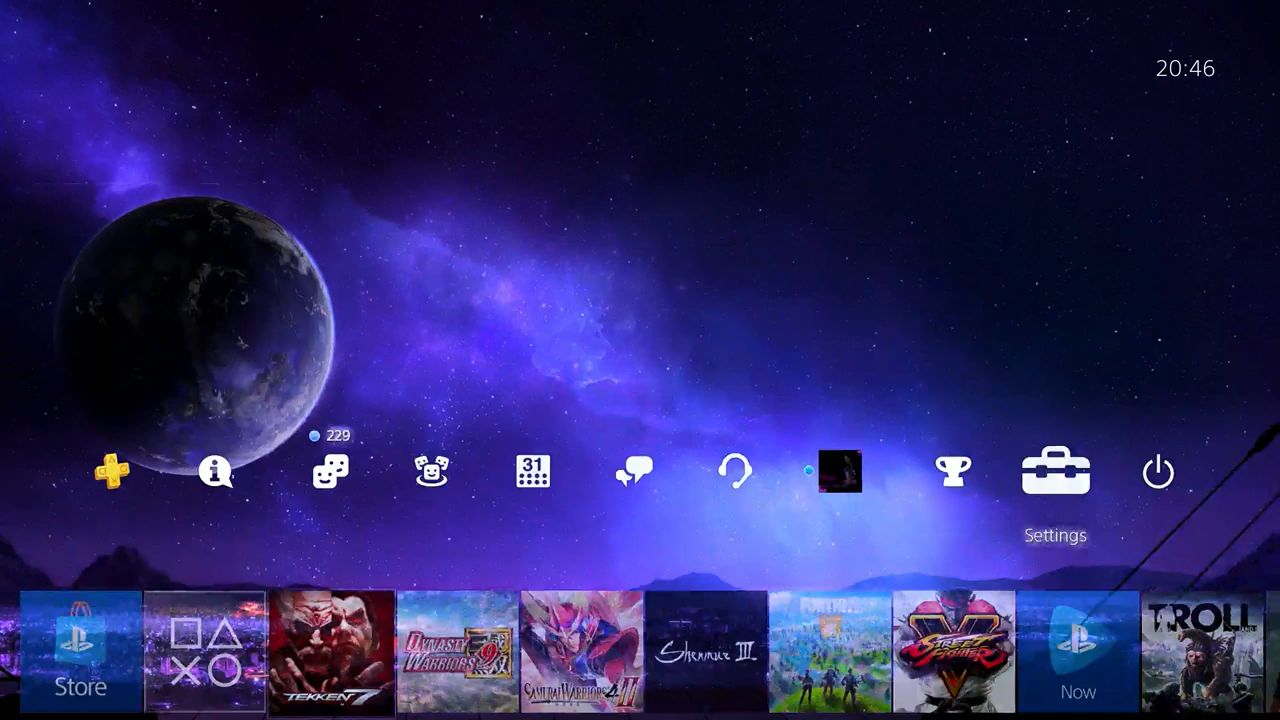 20:46
229
31
Settings
Store
TEKKEN 7
DYNASTY
WARRIORS 9
SAMURAI WARRIORS 4 II
Shenmue III
V
STREET
FIGHTER
V
Now
TROLL
AND I